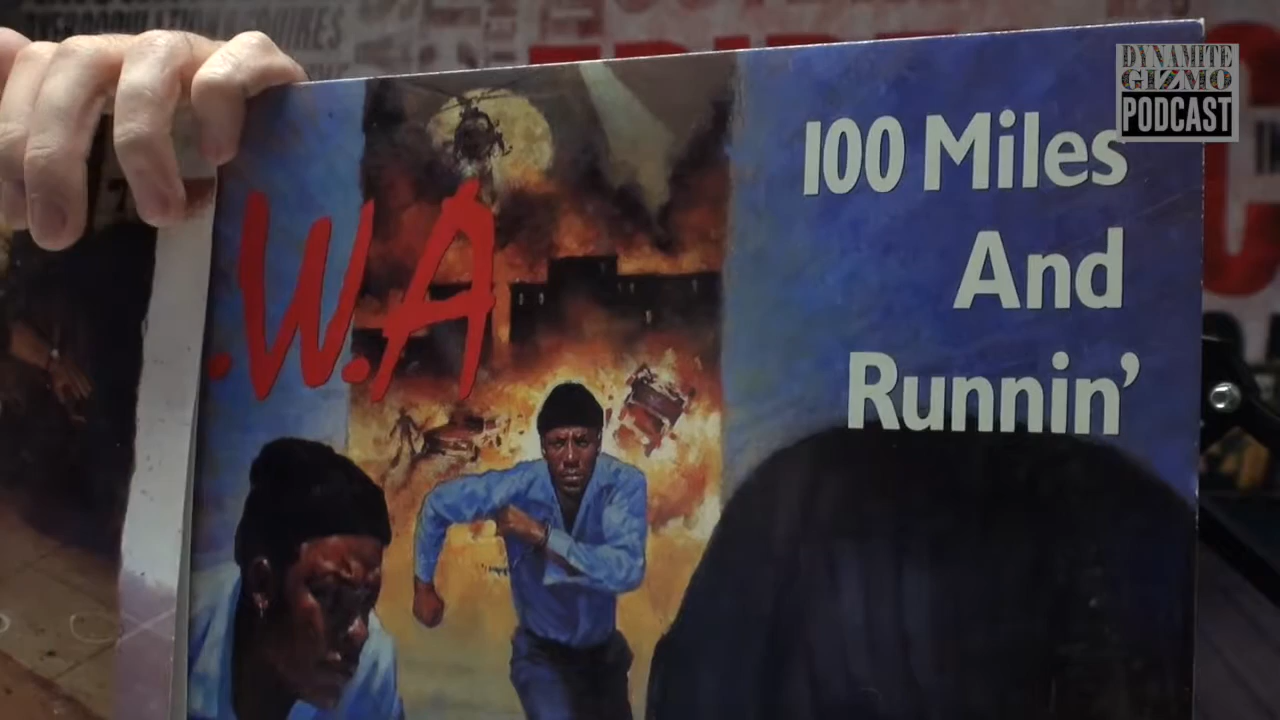 DYNAMITE
GIZMO
PODCAST
100 Miles
And
Runnin'
.W.A